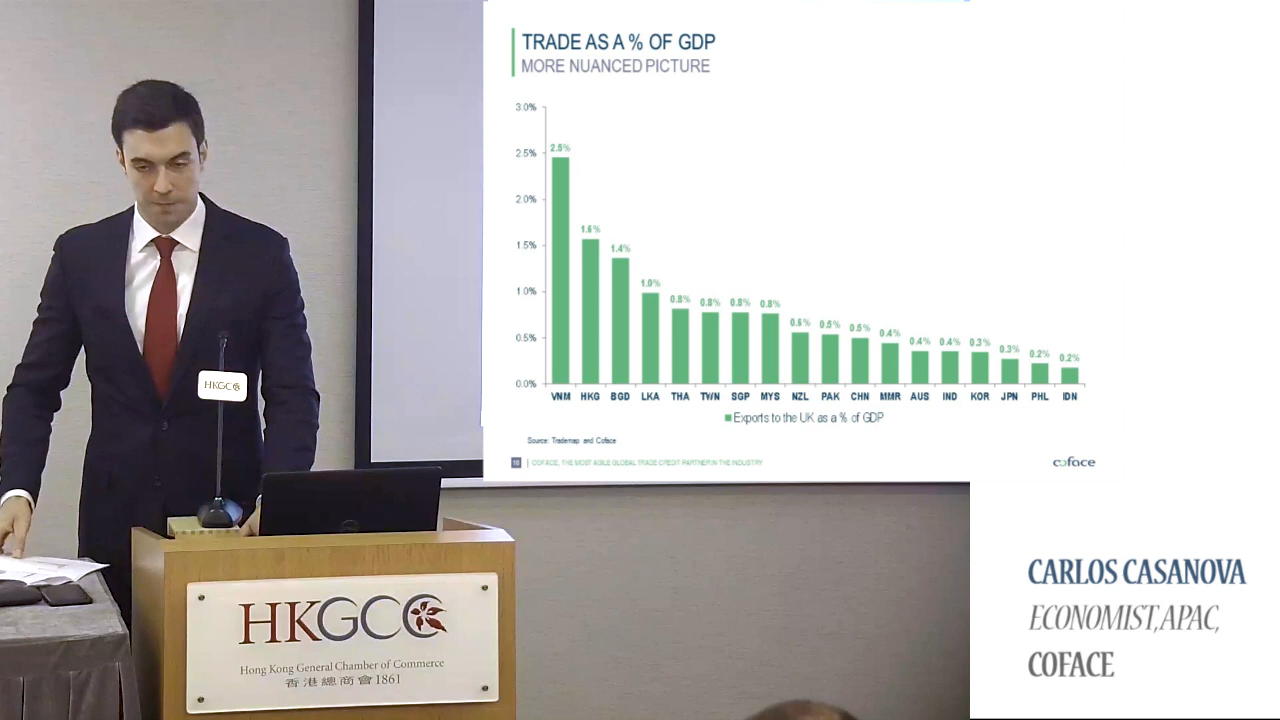 TRADE AS A % OF GDP
MORE NUANCED PICTURE
3.0%
2.5%
2.0%
1.5%
1.0%
0.5%
0.0%
2.5%
1.6%
1.4%
1.0%
0.8%
0.8%
0.8%
0.8%
0.6%
0.5%
0.5%
0.4%
0.4%
0.4%
0.3%
0.3%
0.2%
0.2%
VNM HKG BGD LKA THA TWN SGP MYS NZL PAK CHN MMR AUS IND KOR JPN PHL IDN
Exports to the UK as a % of GDP
Source: Trademap and Coface
16 COFACE, THE MOST AGILE GLOBAL TRADE CREDIT PARTNER IN THE INDUSTRY
coface
HKGCC
HKGCC
Hong Kong General Chamber of Commerce
香港總商會1861
CARLOS CASANOVA
ECONOMIST, APAC,
COFACE